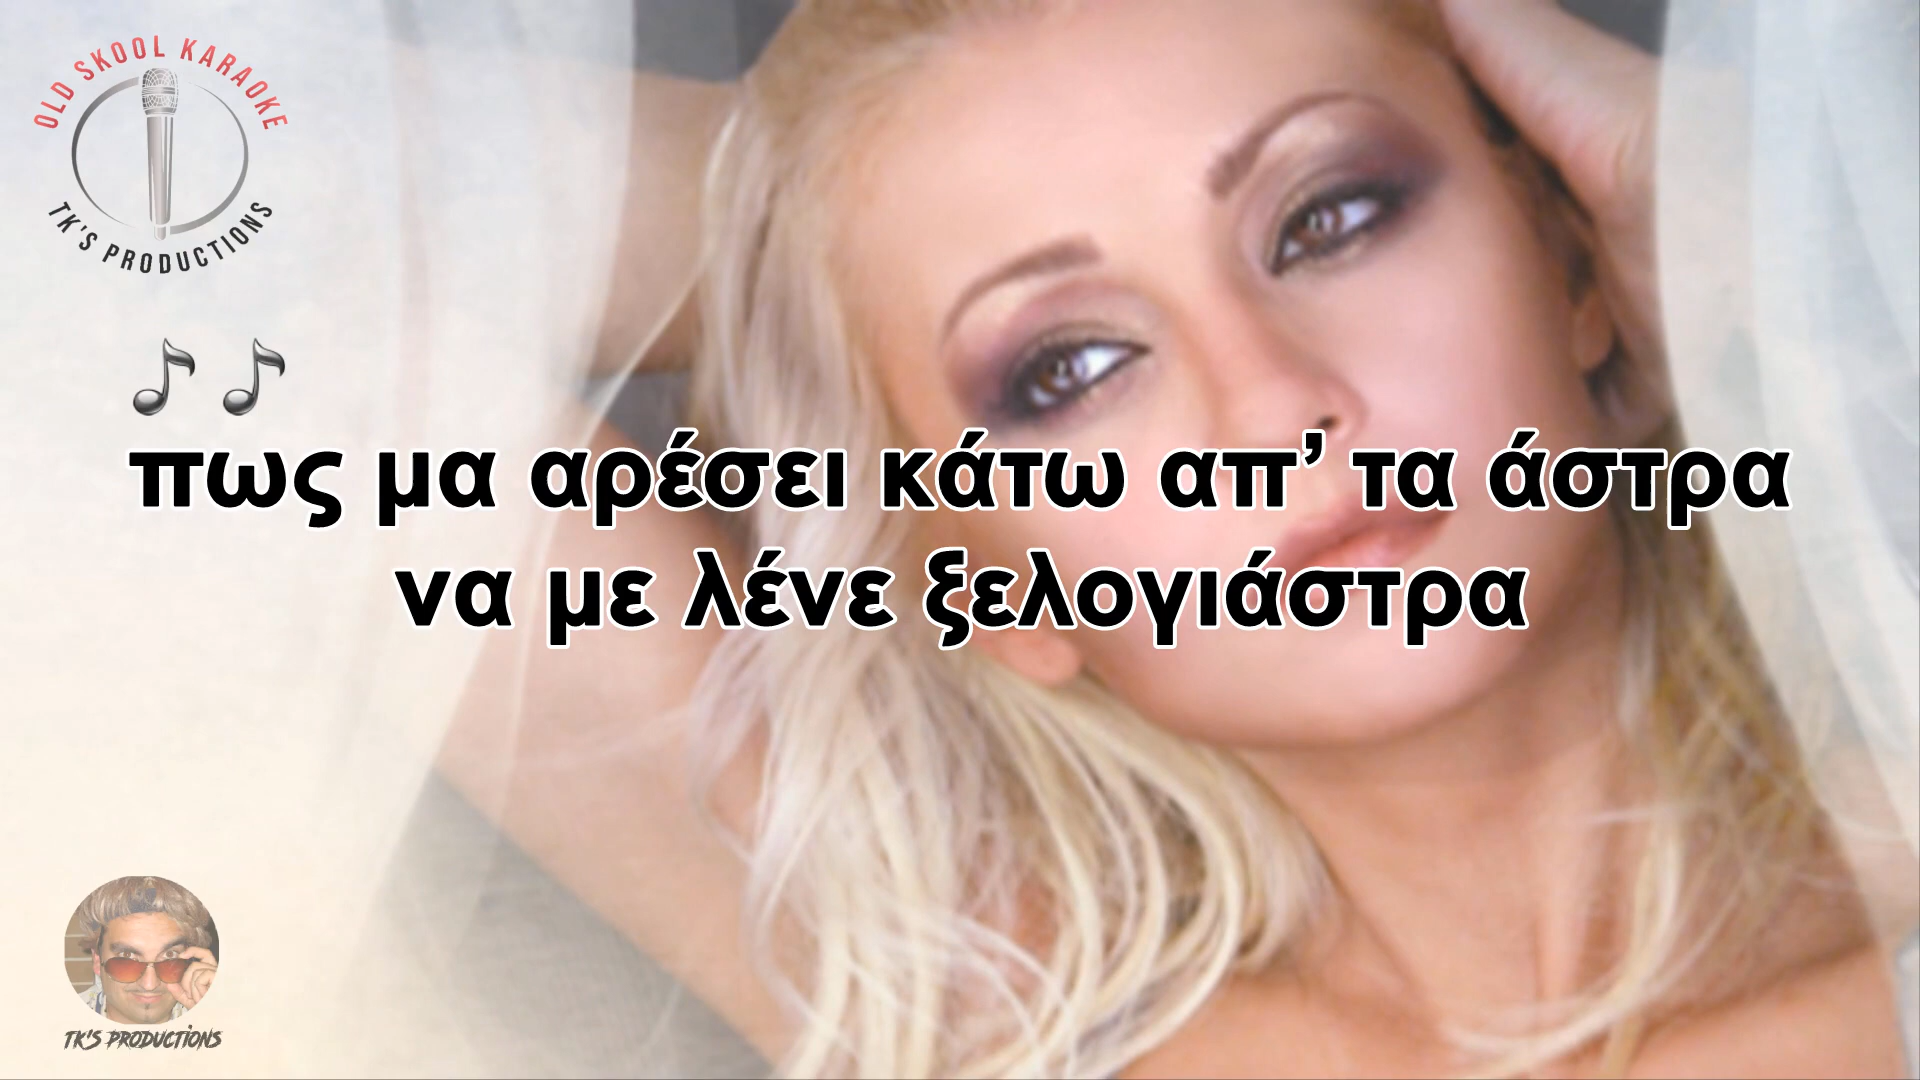 OLD SKOOL KARAOKE
TK'S PRODUCTIONS
πως μα αρέσει κάτω απ’ τα άστρα
να με λένε ξελογιάστρα
TK'S PRODUCTIONS